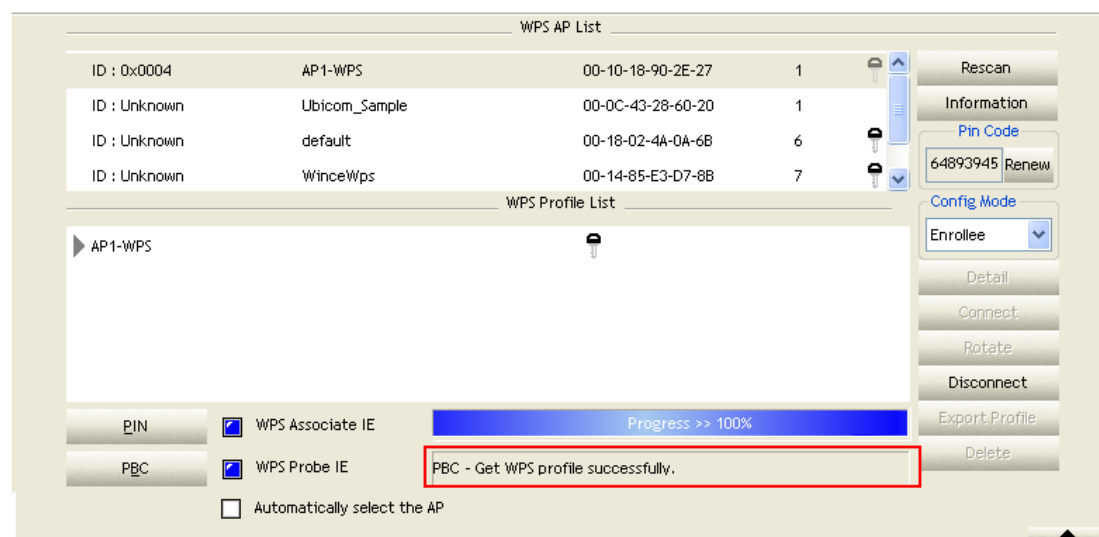 WPS AP List
ID : 0x0004 AP1-WPS 00-10-18-90-2E-27 1
ID : Unknown Ubicom_Sample 00-0C-43-28-60-20 1
ID : Unknown default 00-18-02-4A-0A-6B 6
ID : Unknown WinceWps 00-14-85-E3-D7-8B 7
Rescan
Information
Pin Code
64893945 Renew
WPS Profile List
AP1-WPS
Config Mode
Enrollee
Detail
Connect
Rotate
Disconnect
Export Profile
Delete
PIN WPS Associate IE Progress >> 100%
PBC WPS Probe IE PBC - Get WPS profile successfully.
Automatically select the AP